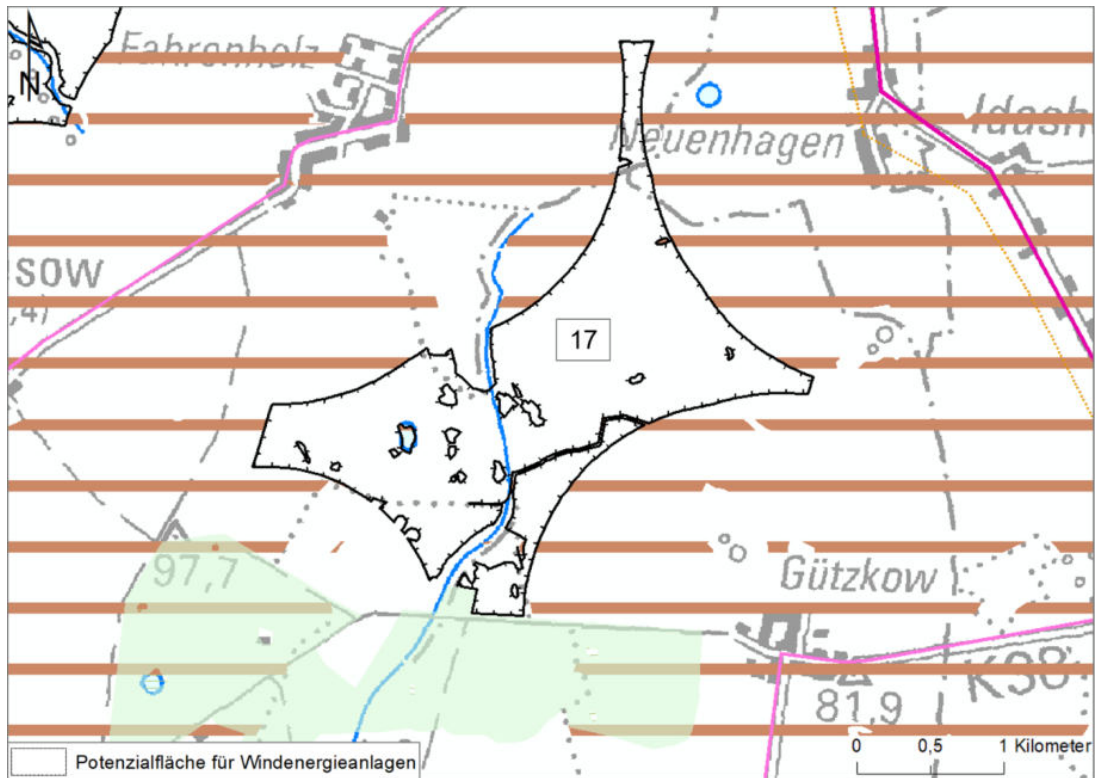 Fahrenholz
N
Neuenhagen
Idash
sow
,4)
17
97,7
Gützkow
K38
81,9
0 0,5 1 Kilometer
Potenzialfläche für Windenergieanlagen